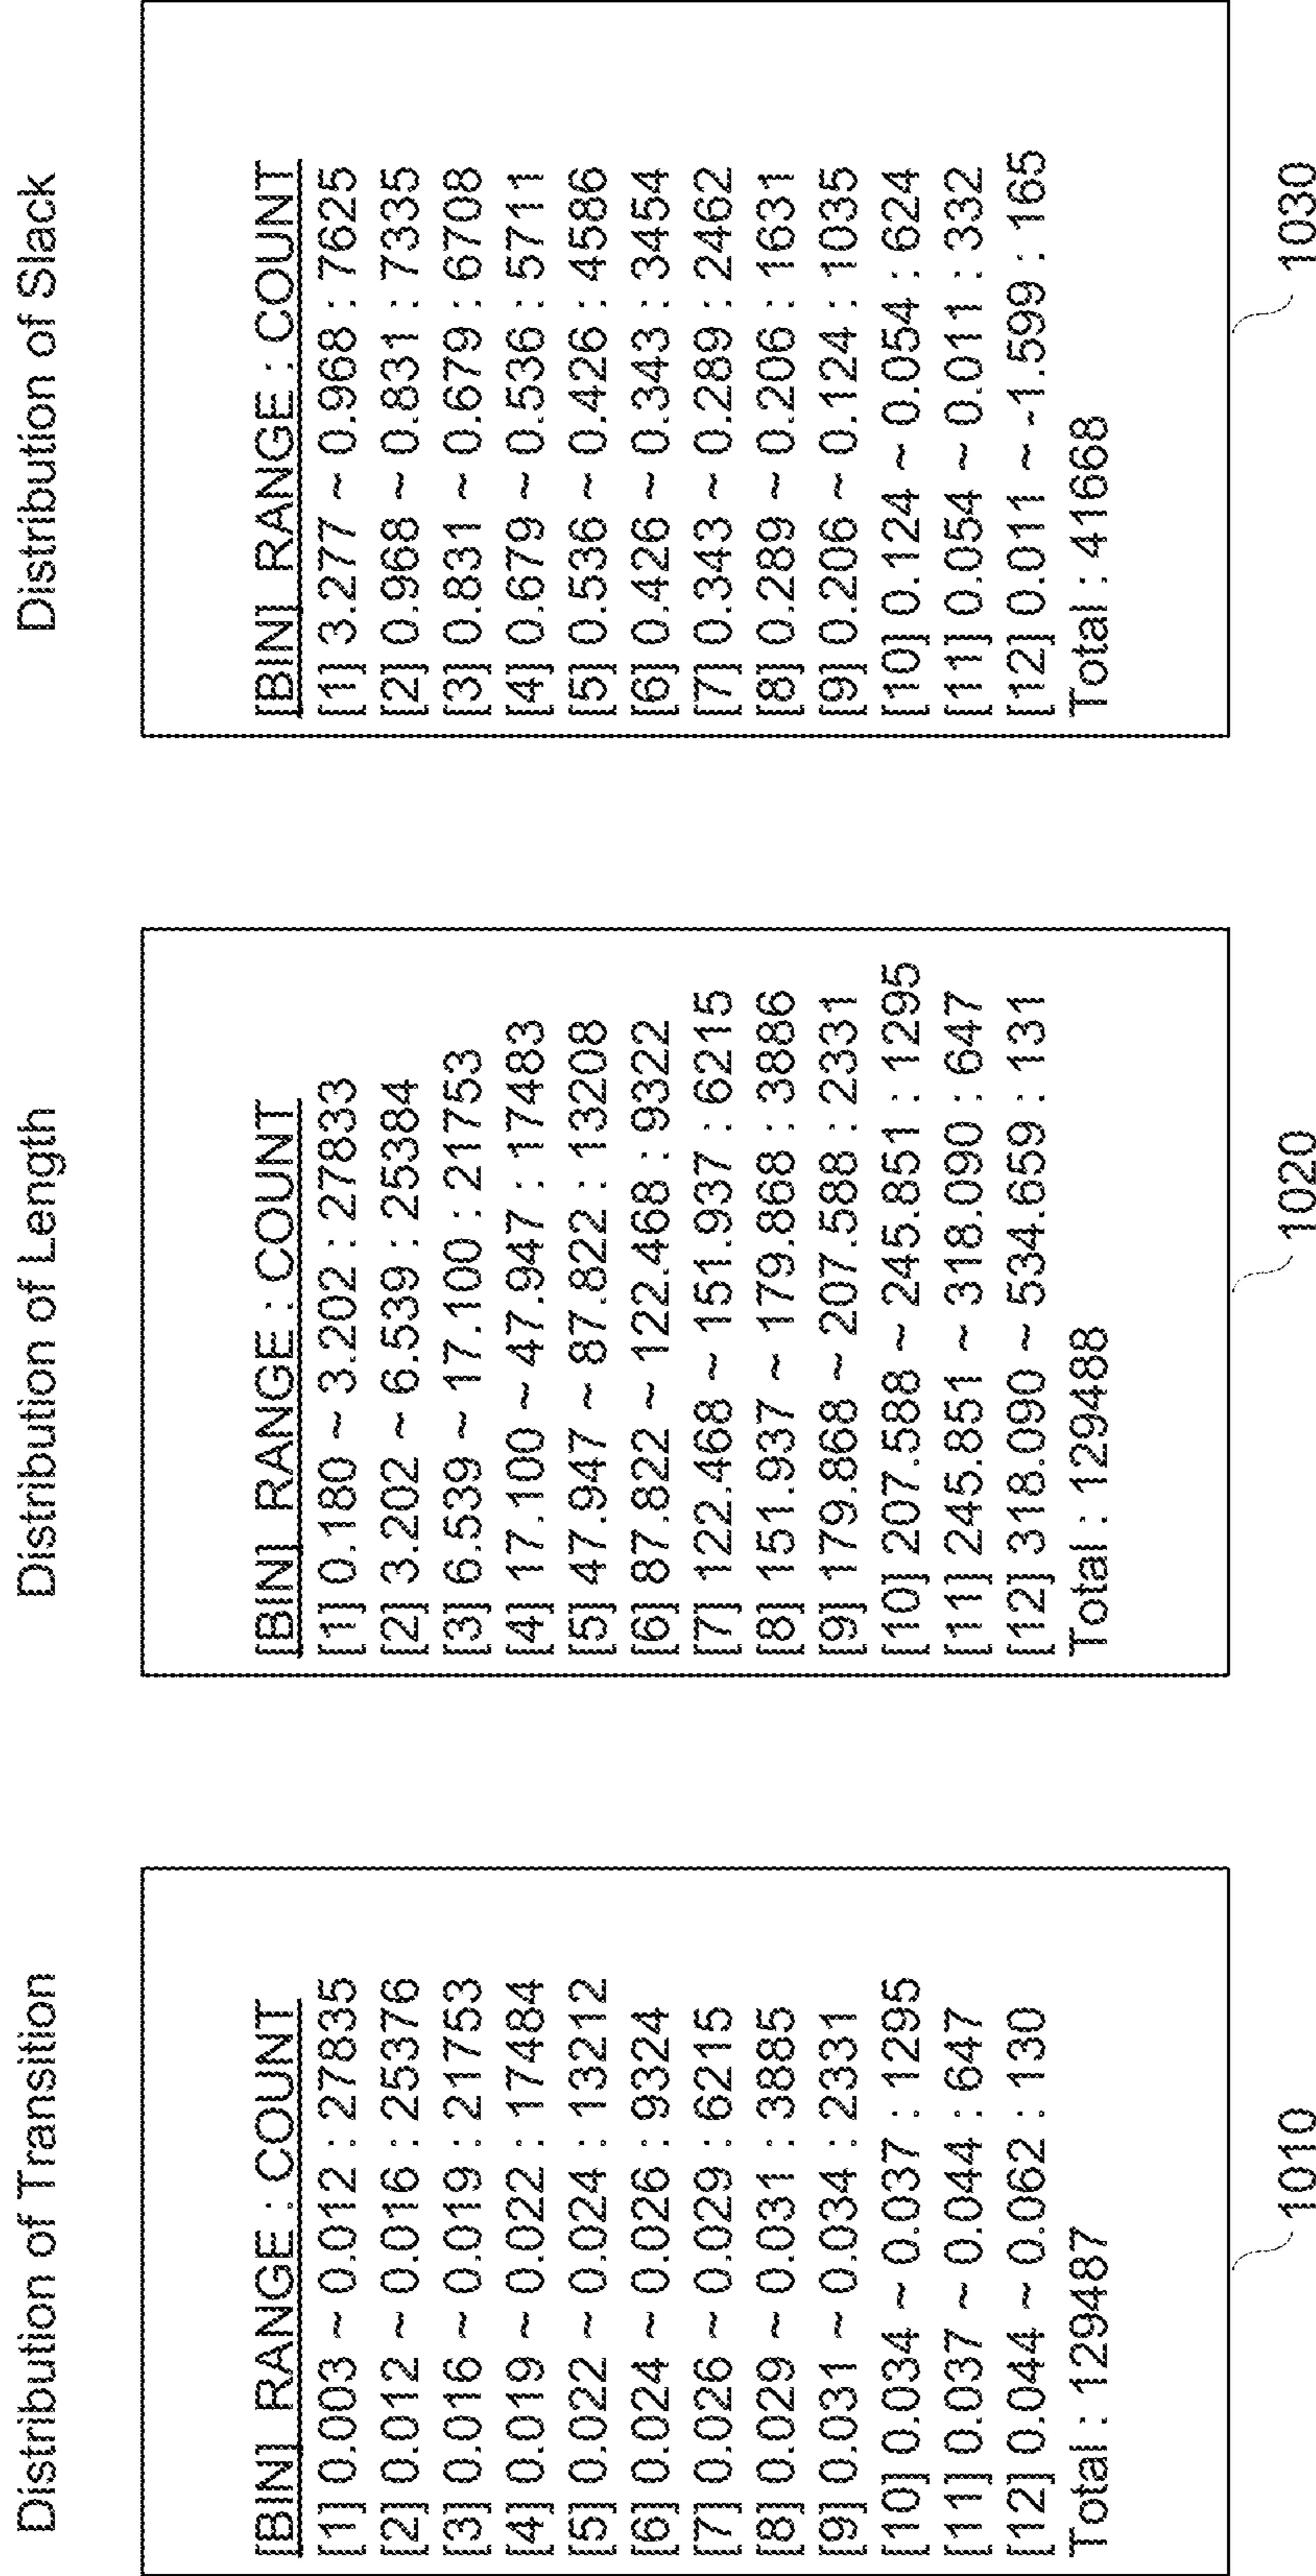 Distribution of Transition
[BIN] RANGE : COUNT
[1] 0.003 ~ 0.012 : 27835
[2] 0.012 ~ 0.016 : 25376
[3] 0.016 ~ 0.019 : 21753
[4] 0.019 ~ 0.022 : 17484
[5] 0.022 ~ 0.024 : 13212
[6] 0.024 ~ 0.026 : 9324
[7] 0.026 ~ 0.029 : 6215
[8] 0.029 ~ 0.031 : 3885
[9] 0.031 ~ 0.034 : 2331
[10] 0.034 ~ 0.037 : 1295
[11] 0.037 ~ 0.044 : 647
[12] 0.044 ~ 0.062 : 130
Total : 129487
1010
Distribution of Length
[BIN] RANGE : COUNT
[1] 0.180 ~ 3.202 : 27833
[2] 3.202 ~ 6.539 : 25384
[3] 6.539 ~ 17.100 : 21753
[4] 17.100 ~ 47.947 : 17483
[5] 47.947 ~ 87.822 : 13208
[6] 87.822 ~ 122.468 : 9322
[7] 122.468 ~ 151.937 : 6215
[8] 151.937 ~ 179.868 : 3886
[9] 179.868 ~ 207.588 : 2331
[10] 207.588 ~ 245.851 : 1295
[11] 245.851 ~ 318.090 : 647
[12] 318.090 ~ 534.659 : 131
Total : 129488
1020
Distribution of Slack
[BIN] RANGE : COUNT
[1] 3.277 ~ 0.968 : 7625
[2] 0.968 ~ 0.831 : 7335
[3] 0.831 ~ 0.679 : 6708
[4] 0.679 ~ 0.536 : 5711
[5] 0.536 ~ 0.426 : 4586
[6] 0.426 ~ 0.343 : 3454
[7] 0.343 ~ 0.289 : 2462
[8] 0.289 ~ 0.206 : 1631
[9] 0.206 ~ 0.124 : 1035
[10] 0.124 ~ 0.054 : 624
[11] 0.054 ~ 0.011 : 332
[12] 0.011 ~ -1.599 : 165
Total : 41668
1030